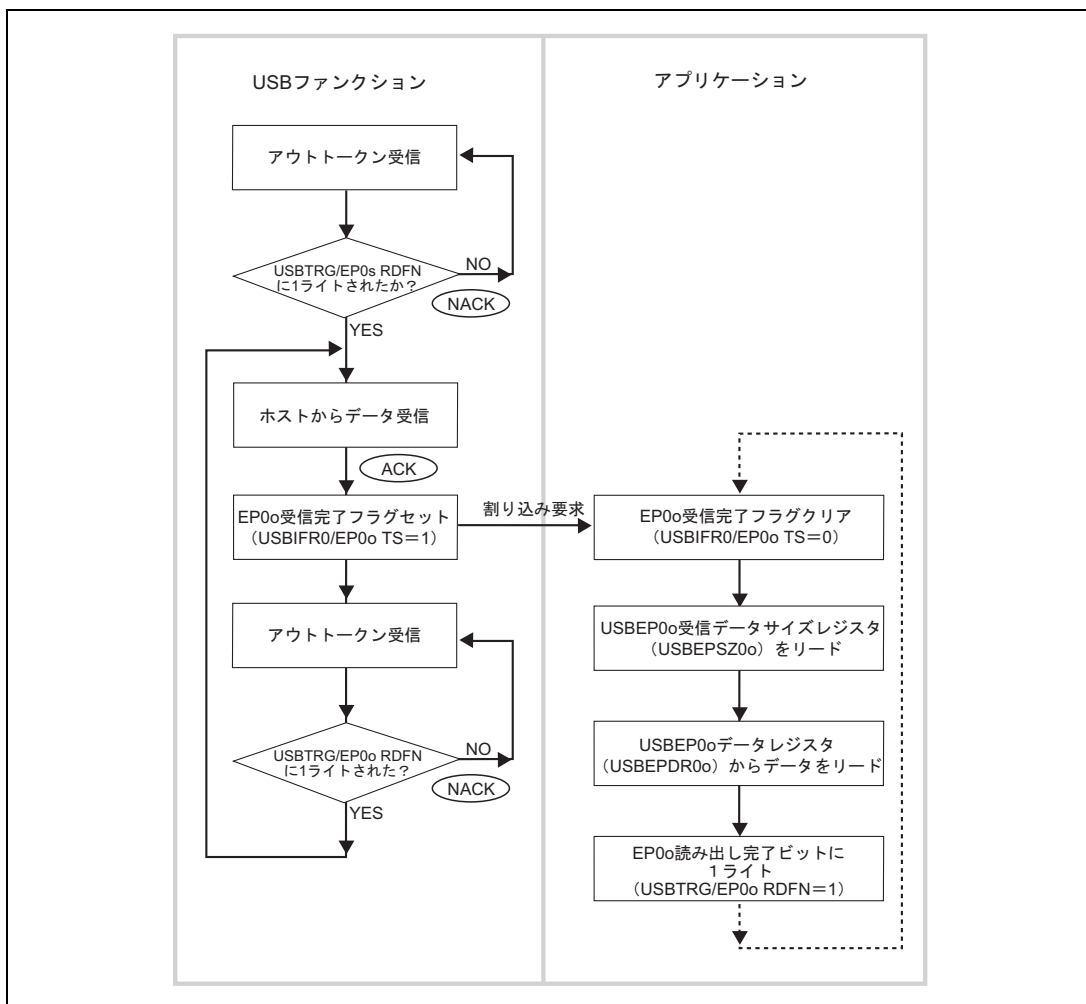 USBファンクション
アプリケーション
アウトトークン受信
USBTRG/EP0s RDFN
に1ライトされたか?
NO
NACK
YES
ホストからデータ受信
ACK
EP0o受信完了フラグセット
(USBIFR0/EP0o TS=1)
割り込み要求
EP0o受信完了フラグクリア
(USBIFR0/EP0o TS=0)
アウトトークン受信
USBEP0o受信データサイズレジスタ
(USBEPSZ0o)をリード
USBTRG/EP0o RDFN
に1ライトされた?
NO
NACK
YES
USBEP0oデータレジスタ
(USBEPDR0o)からデータをリード
EP0o読み出し完了ビットに
1ライト
(USBTRG/EP0o RDFN=1)